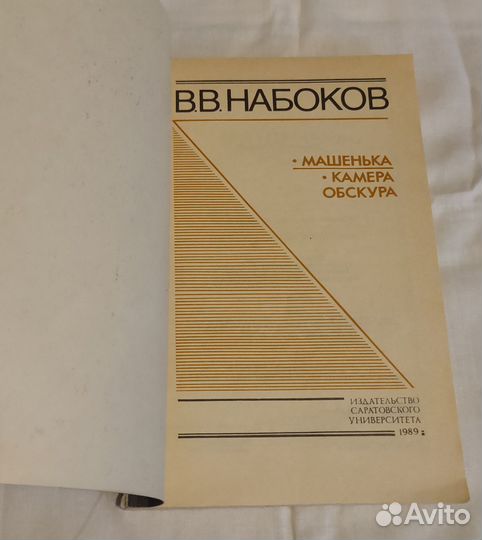 В.В.НАБОКОВ
• МАШЕНЬКА
• КАМЕРА
ОБСКУРА
ИЗДАТЕЛЬСТВО
САРАТОВСКОГО
УНИВЕРСИТЕТА
1989
Avito